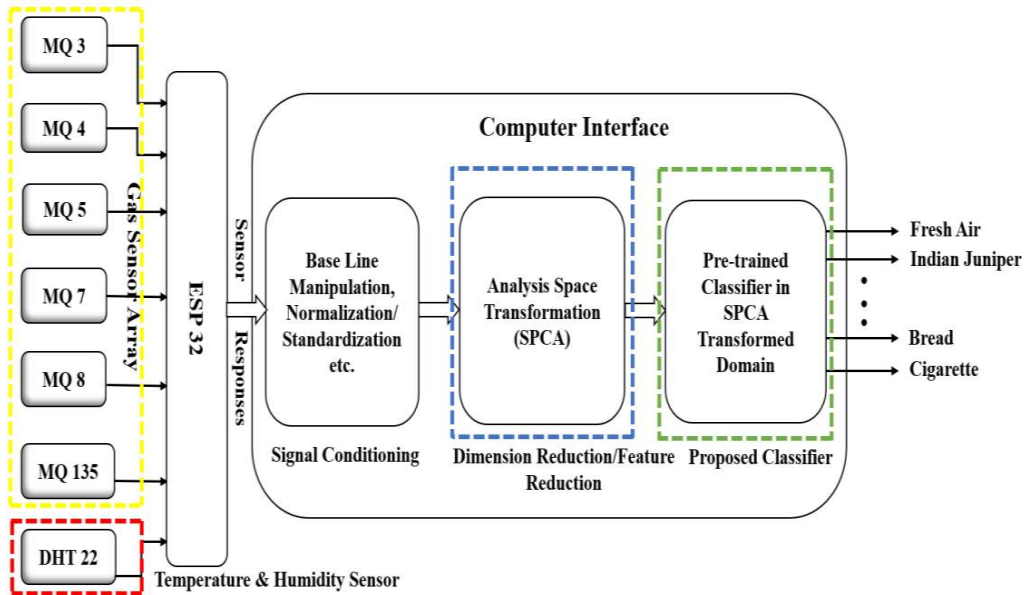 MQ 3
MQ 4
MQ 5
MQ 7
MQ 8
MQ 135
Gas Sensor Array
DHT 22
Temperature & Humidity Sensor
ESP 32
Sensor
Responses
Computer Interface
Base Line
Manipulation,
Normalization/
Standardization
etc.
Signal Conditioning
Analysis Space
Transformation
(SPCA)
Dimension Reduction/Feature
Reduction
Pre-trained
Classifier in
SPCA
Transformed
Domain
Proposed Classifier
Fresh Air
Indian Juniper
Bread
Cigarette